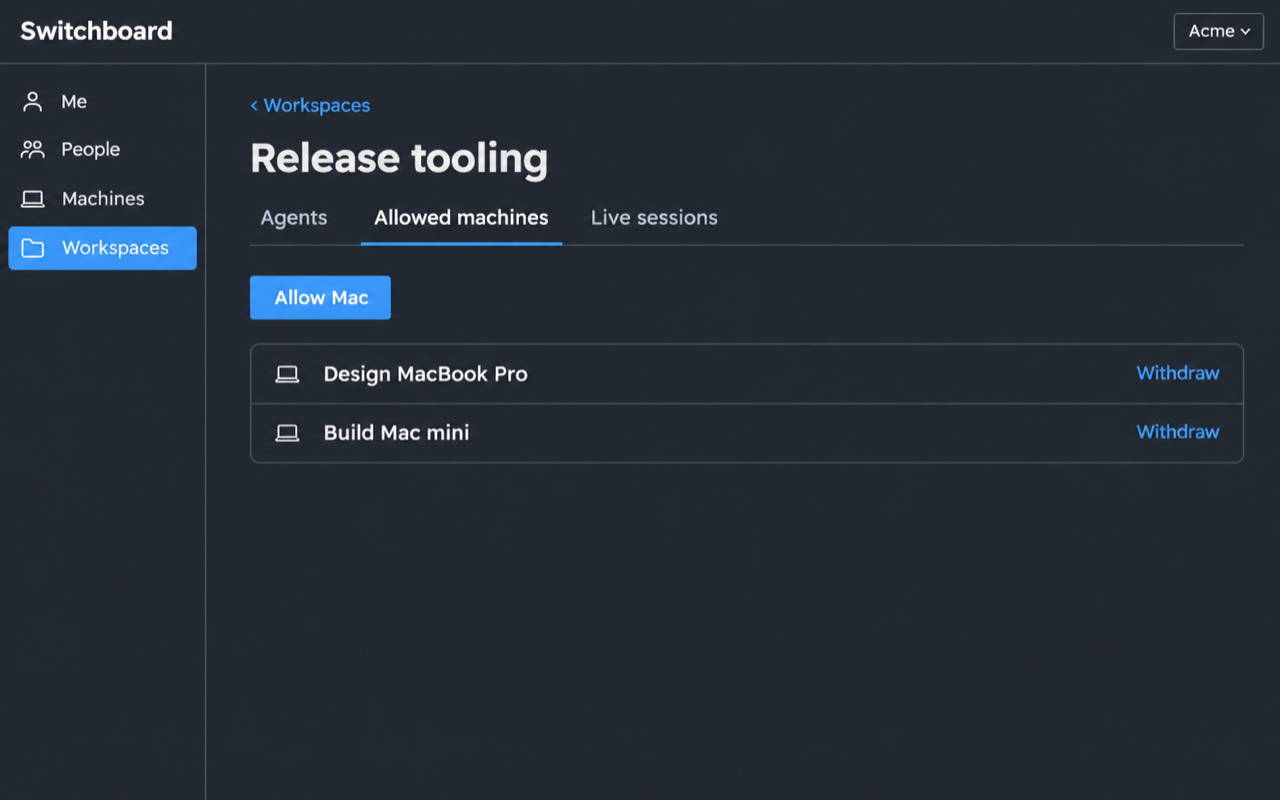 Switchboard
Acme
Me
People
Machines
Workspaces
< Workspaces
Release tooling
Agents
Allowed machines
Live sessions
Allow Mac
Design MacBook Pro
Withdraw
Build Mac mini
Withdraw